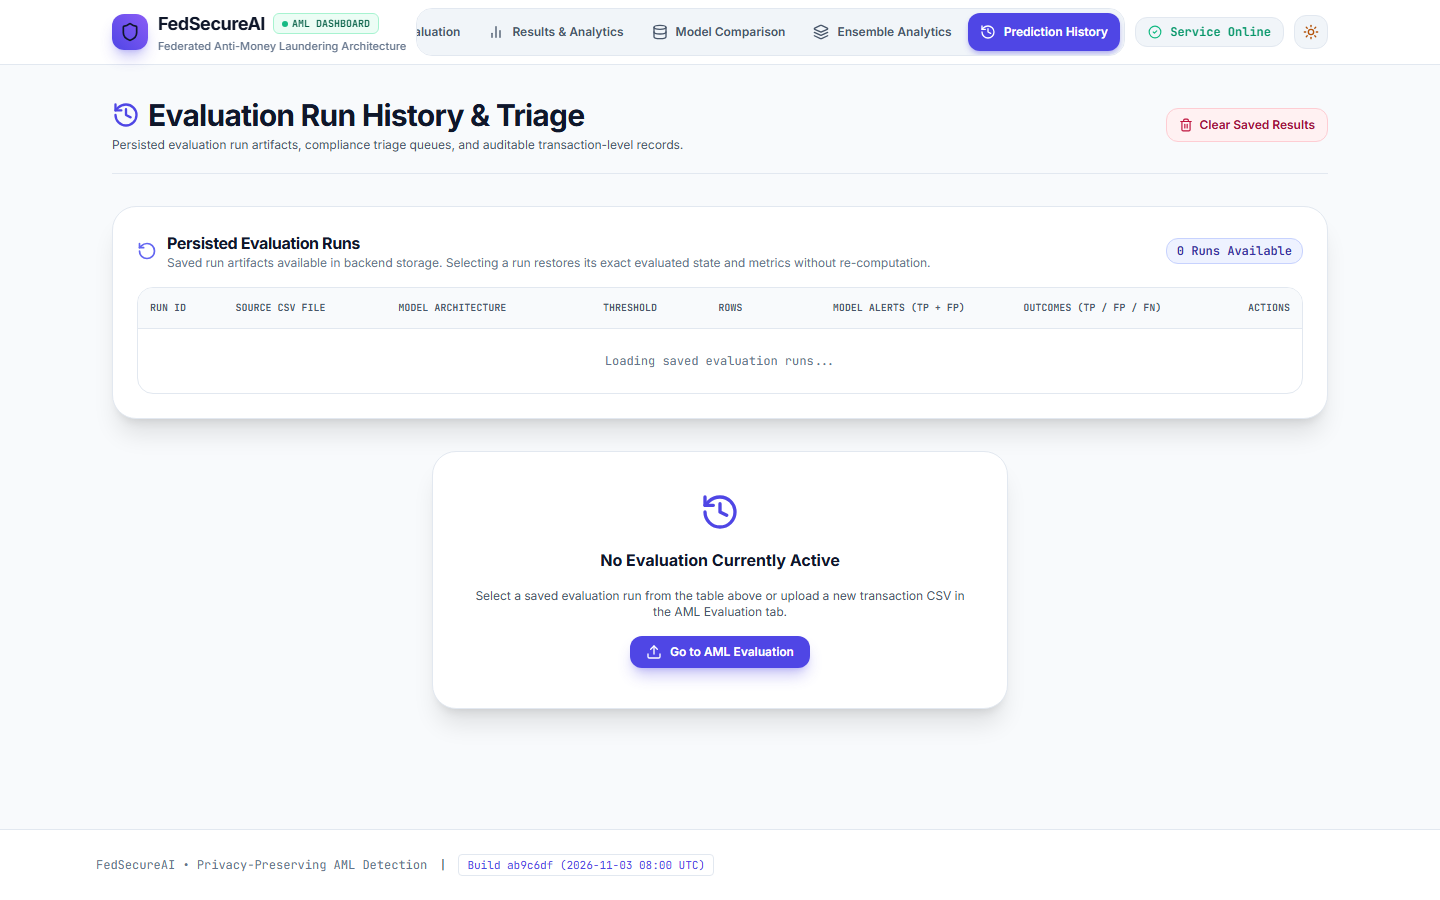 FedSecureAI
AML DASHBOARD
Federated Anti-Money Laundering Architecture
aluation
Results & Analytics
Model Comparison
Ensemble Analytics
Prediction History
Service Online
Evaluation Run History & Triage
Persisted evaluation run artifacts, compliance triage queues, and auditable transaction-level records.
Clear Saved Results
Persisted Evaluation Runs
Saved run artifacts available in backend storage. Selecting a run restores its exact evaluated state and metrics without re-computation.
0 Runs Available
RUN ID SOURCE CSV FILE MODEL ARCHITECTURE THRESHOLD ROWS MODEL ALERTS (TP + FP) OUTCOMES (TP / FP / FN) ACTIONS
Loading saved evaluation runs...
No Evaluation Currently Active
Select a saved evaluation run from the table above or upload a new transaction CSV in
the AML Evaluation tab.
Go to AML Evaluation
FedSecureAI • Privacy-Preserving AML Detection | Build ab9c6df (2026-11-03 08:00 UTC)